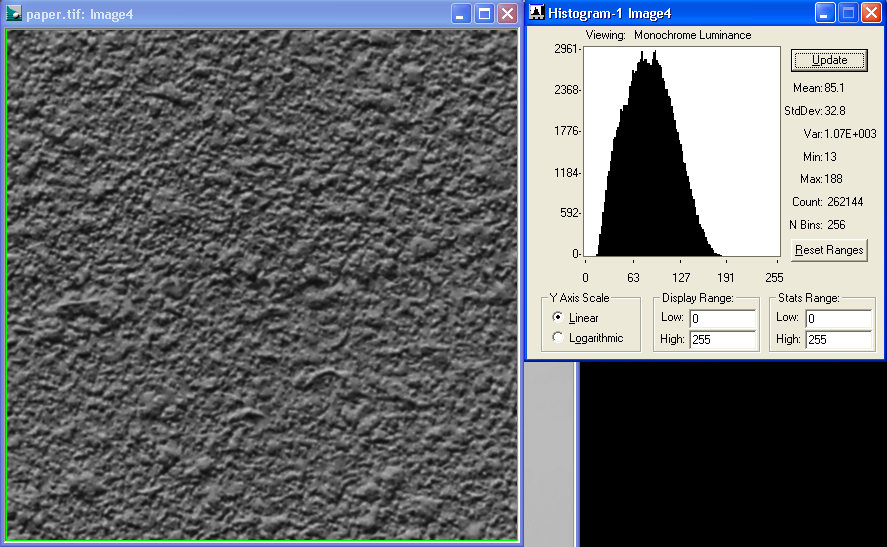 paper.tif: Image4
Histogram-1 Image4
Viewing: Monochrome Luminance
2961-
2368-
1776-
1184-
592-
0-
0 63 127 191 255
Update
Mean: 85.1
StdDev: 32.8
Var: 1.07E+003
Min: 13
Max: 188
Count: 262144
N Bins: 256
Reset Ranges
Y Axis Scale
Linear
Logarithmic
Display Range:
Low: 0
High: 255
Stats Range:
Low: 0
High: 255